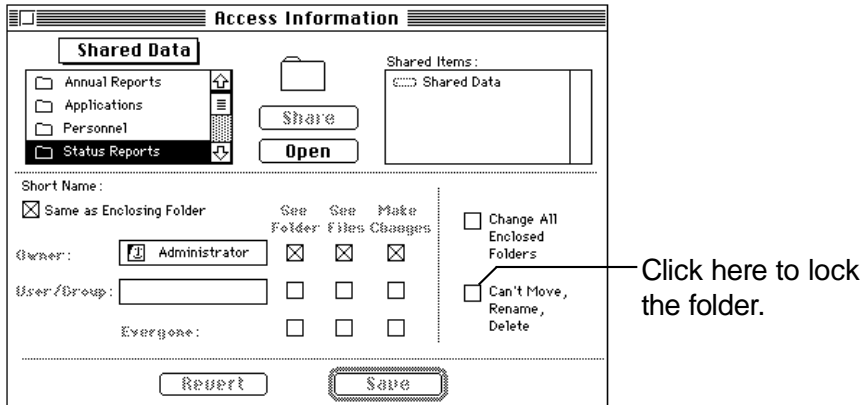 Access Information
Shared Data
Annual Reports
Applications
Personnel
Status Reports
Share
Open
Shared Items:
Shared Data
Short Name:
Same as Enclosing Folder
See Folder
See Files
Make Changes
Owner:
Administrator
User/Group:
Everyone:
Change All
Enclosed
Folders
Can't Move,
Rename,
Delete
Click here to lock
the folder.
Revert
Save